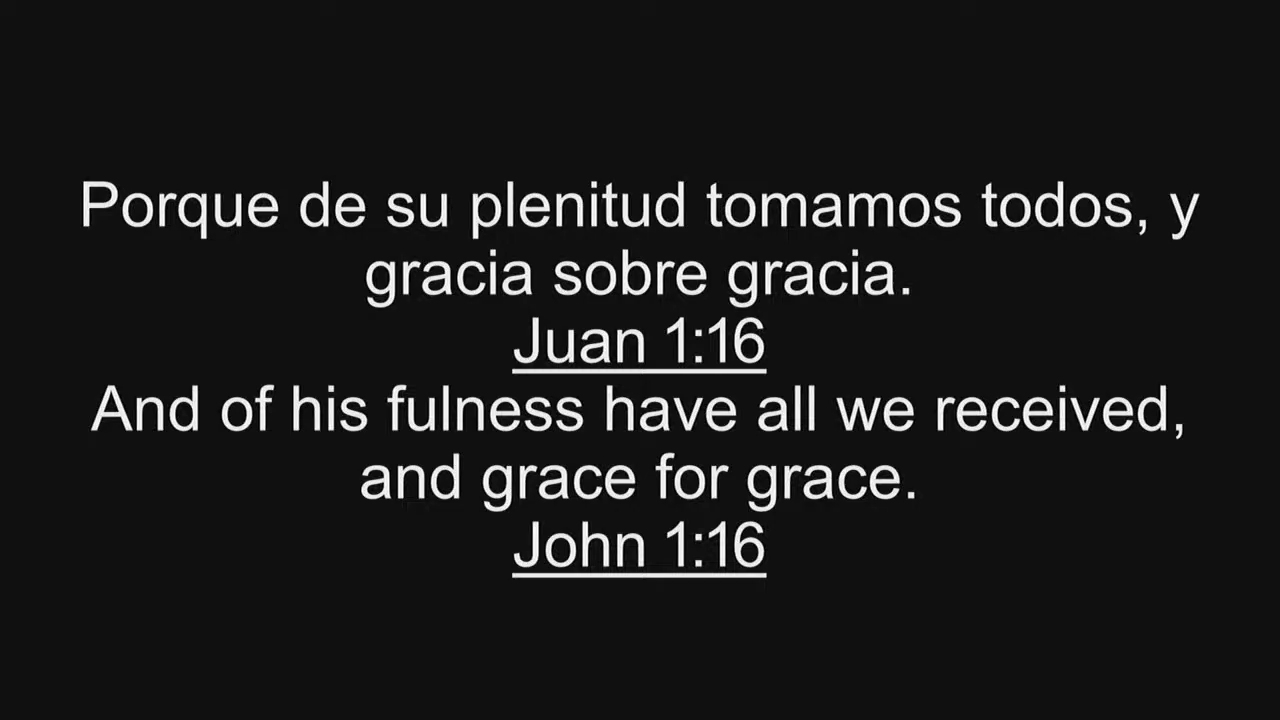 Porque de su plenitud tomamos todos, y
gracia sobre gracia.
Juan 1:16
And of his fulness have all we received,
and grace for grace.
John 1:16